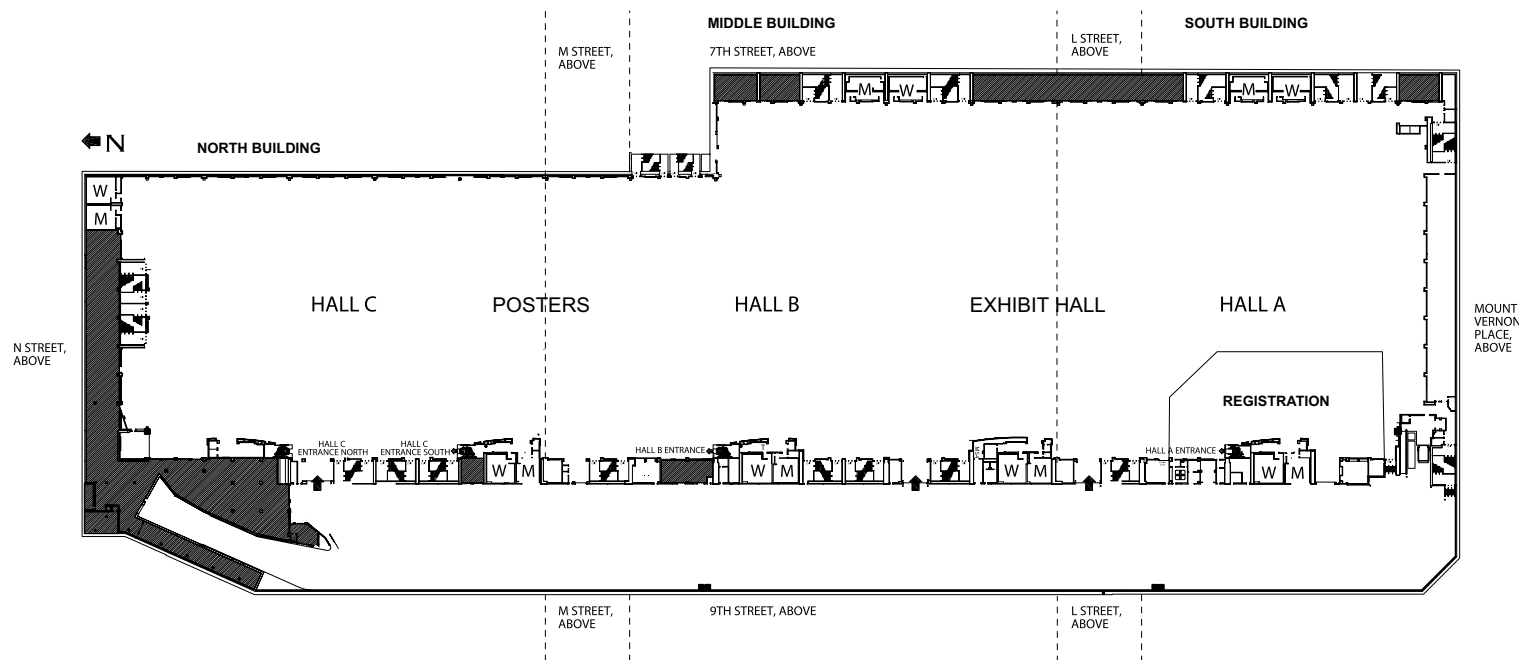 MIDDLE BUILDING
SOUTH BUILDING
M STREET,
ABOVE
7TH STREET, ABOVE
L STREET,
ABOVE
M
W
M
W
N
NORTH BUILDING
W
M
HALL C
POSTERS
HALL B
EXHIBIT HALL
HALL A
MOUNT
VERNON
PLACE,
ABOVE
N STREET,
ABOVE
REGISTRATION
HALL C
ENTRANCE NORTH
HALL C
ENTRANCE SOUTH
HALL B ENTRANCE
HALL A ENTRANCE
W
M
W
M
W
M
W
M
M STREET,
ABOVE
9TH STREET, ABOVE
L STREET,
ABOVE